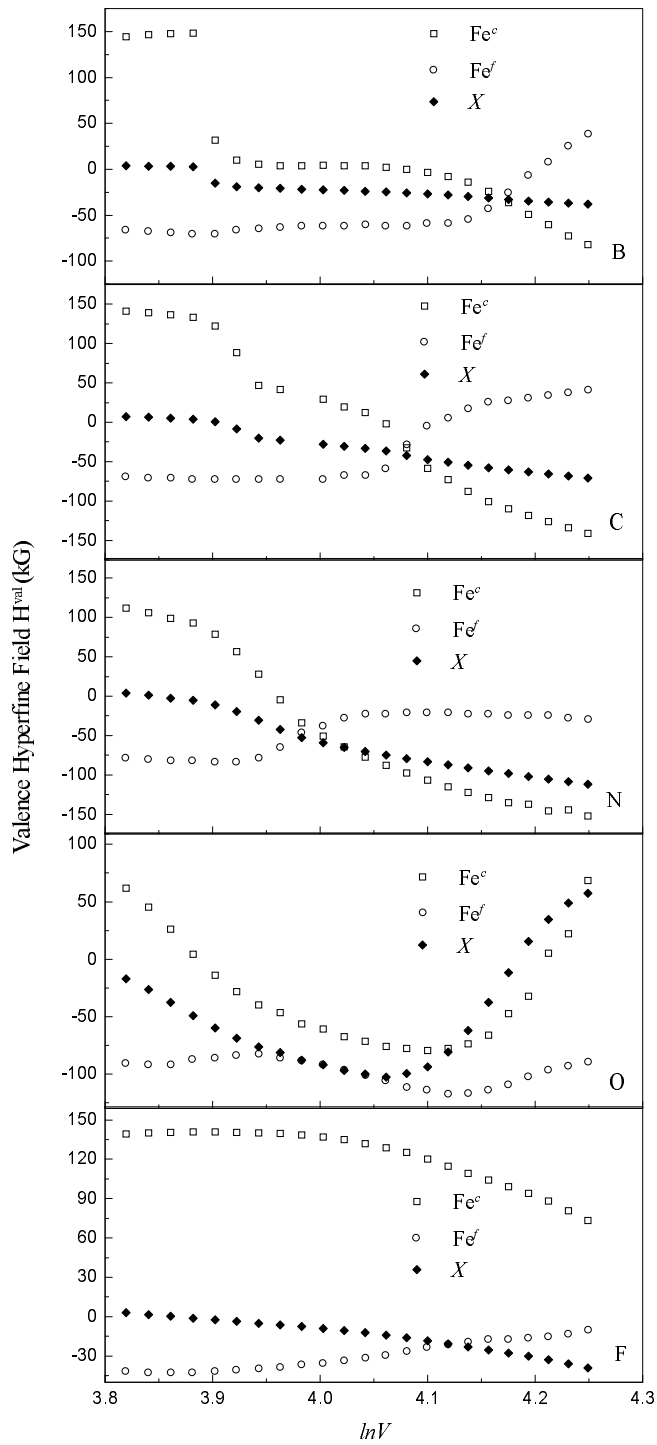 Valence Hyperfine Field H^val (kG)
150
100
50
0
-50
-100
Fe^c
Fe^f
X
B
150
100
50
0
-50
-100
-150
Fe^c
Fe^f
X
C
150
100
50
0
-50
-100
-150
Fe^c
Fe^f
X
N
100
50
0
-50
-100
Fe^c
Fe^f
X
O
150
120
90
60
30
0
-30
Fe^c
Fe^f
X
F
3.8 3.9 4.0 4.1 4.2 4.3
lnV